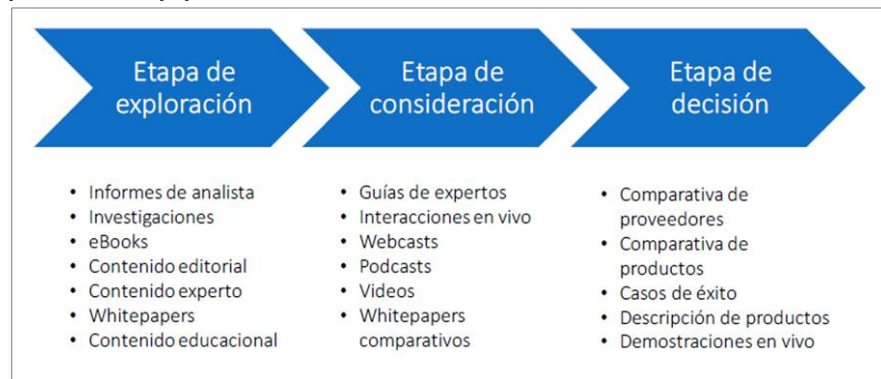 Etapa de
exploración
Etapa de
consideración
Etapa de
decisión
• Informes de analista
• Investigaciones
• eBooks
• Contenido editorial
• Contenido experto
• Whitepapers
• Contenido educacional
• Guías de expertos
• Interacciones en vivo
• Webcasts
• Podcasts
• Videos
• Whitepapers
comparativos
• Comparativa de
proveedores
• Comparativa de
productos
• Casos de éxito
• Descripción de productos
• Demostraciones en vivo